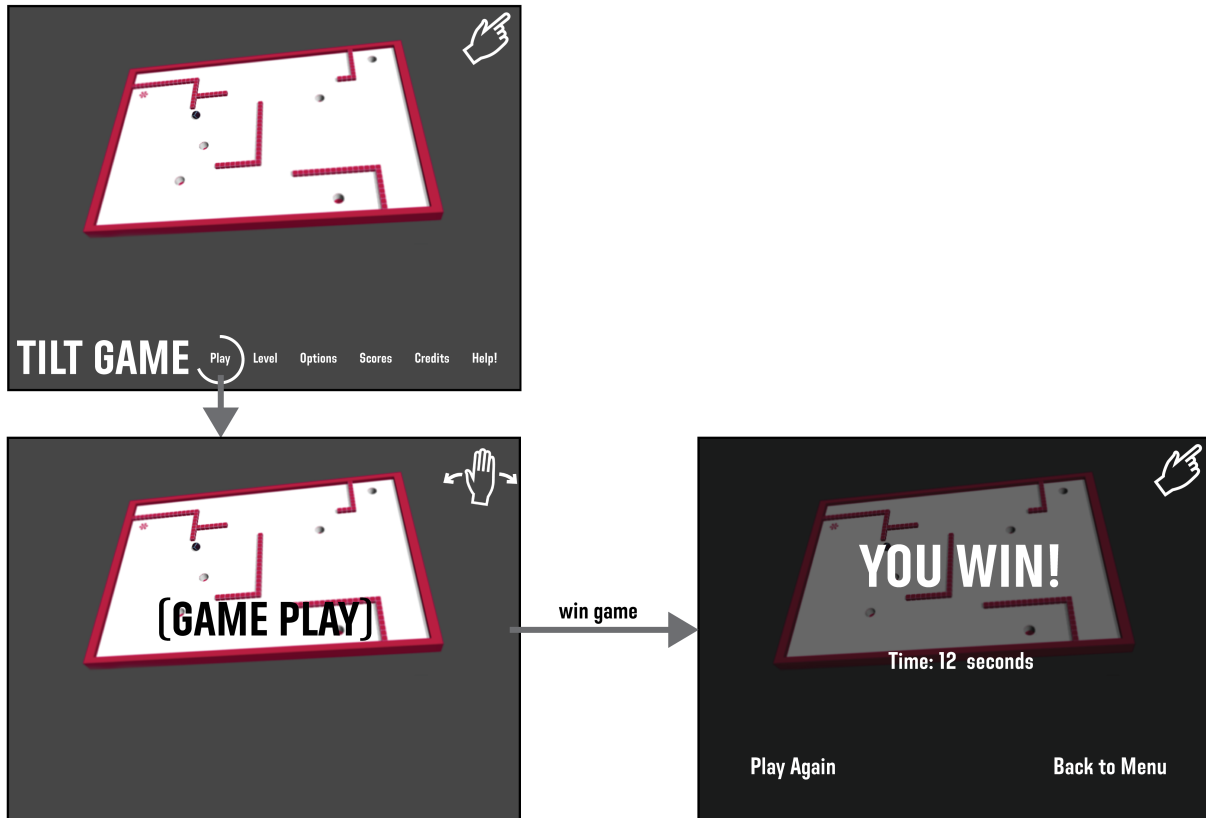 TILT GAME Play Level Options Scores Credits Help!
(GAME PLAY)
win game
YOU WIN!
Time: 12 seconds
Play Again Back to Menu